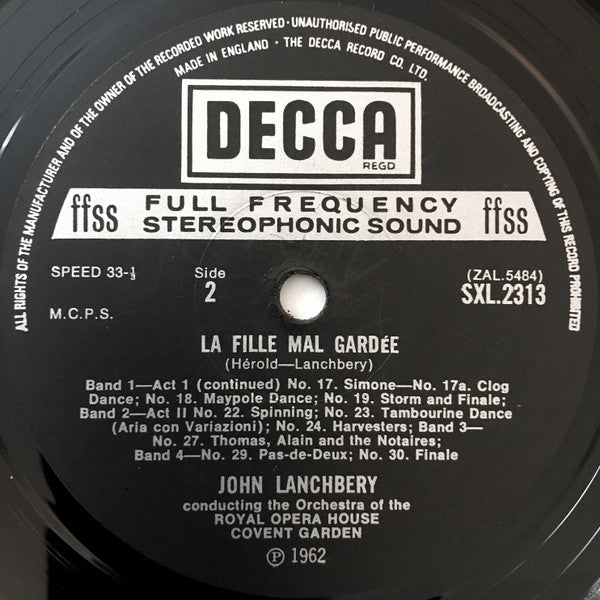 ALL RIGHTS OF THE MANUFACTURER AND OF THE OWNER OF THE RECORDED WORK RESERVED · UNAUTHORISED PUBLIC PERFORMANCE BROADCASTING AND COPYING OF THIS RECORD PROHIBITED
MADE IN ENGLAND · THE DECCA RECORD CO. LTD.
DECCA
REGD.
ffss FULL FREQUENCY ffss
STEREOPHONIC SOUND
SPEED 33-⅓ Side (ZAL.5484)
2 SXL.2313
M.C.P.S.
LA FILLE MAL GARDÉE
(Hérold—Lanchbery)
Band 1—Act 1 (continued) No. 17. Simone—No. 17a. Clog
Dance; No. 18. Maypole Dance; No. 19. Storm and Finale;
Band 2—Act II No. 22. Spinning; No. 23. Tambourine Dance
(Aria con Variazioni); No. 24. Harvesters; Band 3—
No. 27. Thomas, Alain and the Notaires;
Band 4—No. 29. Pas-de-Deux; No. 30. Finale
JOHN LANCHBERY
conducting the Orchestra of the
ROYAL OPERA HOUSE
COVENT GARDEN
Ⓟ 1962